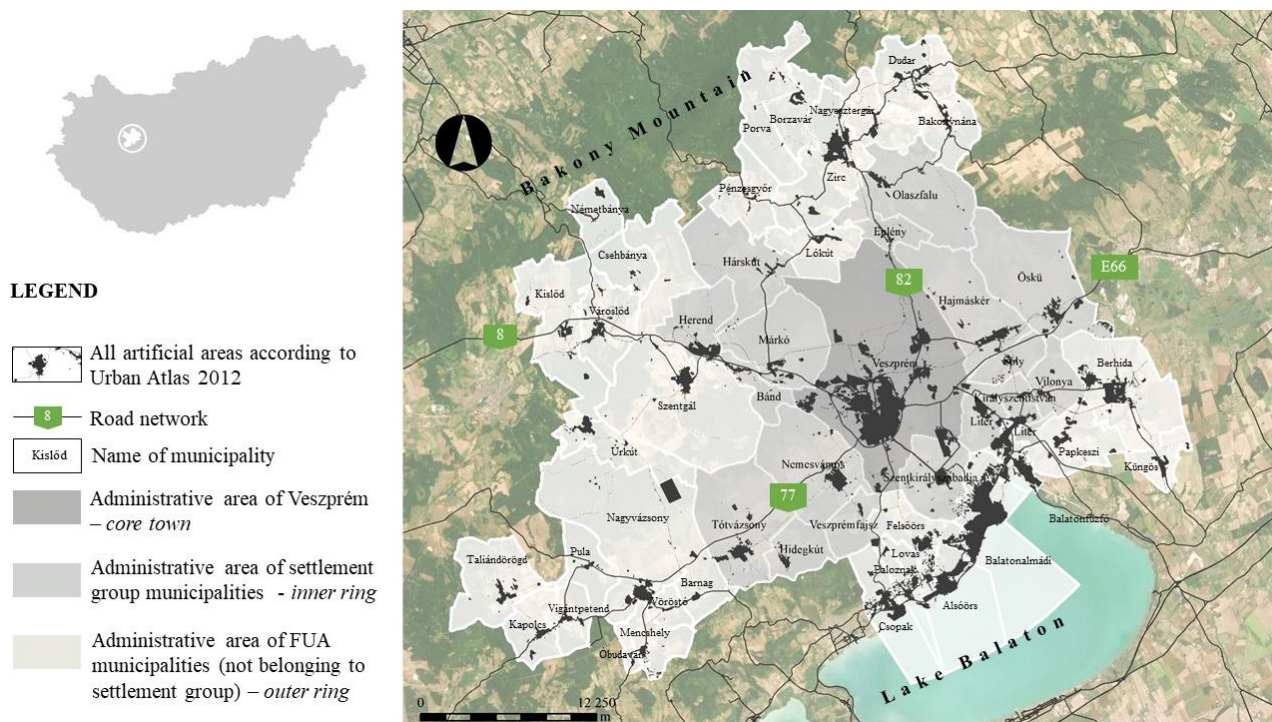 LEGEND
All artificial areas according to
Urban Atlas 2012
8
Road network
Kislőd
Name of municipality
Administrative area of Veszprém
– core town
Administrative area of settlement
group municipalities - inner ring
Administrative area of FUA
municipalities (not belonging to
settlement group) – outer ring
Bakony Mountain
Dudar
Nagyesztergár
Borzavár
Bakonynána
Porva
Zirc
Pénzesgyőr
Olaszfalu
Németbánya
Eplény
Lókút
Csehbánya
Hárskút
Öskü
E66
82
Kislőd
Hajmáskér
Városlőd
Herend
8
Márkó
Veszprém
Sóly
Berhida
Vilonya
Szentgál
Bánd
Királyszentistván
Litér
Litér
Papkeszi
Úrkút
Küngös
Nemesvámos
Szentkirályszabadja
77
Nagyvázsony
Tótvázsony
Veszprémfajsz
Felsőörs
Balatonfűzfő
Hidegkút
Lovas
Balatonalmádi
Pula
Taliándörögd
Paloznak
Barnag
Vöröstó
Alsóörs
Vigántpetend
Csopak
Kapolcs
Mencshely
Óbudavár
Lake Balaton
0
12 250
m